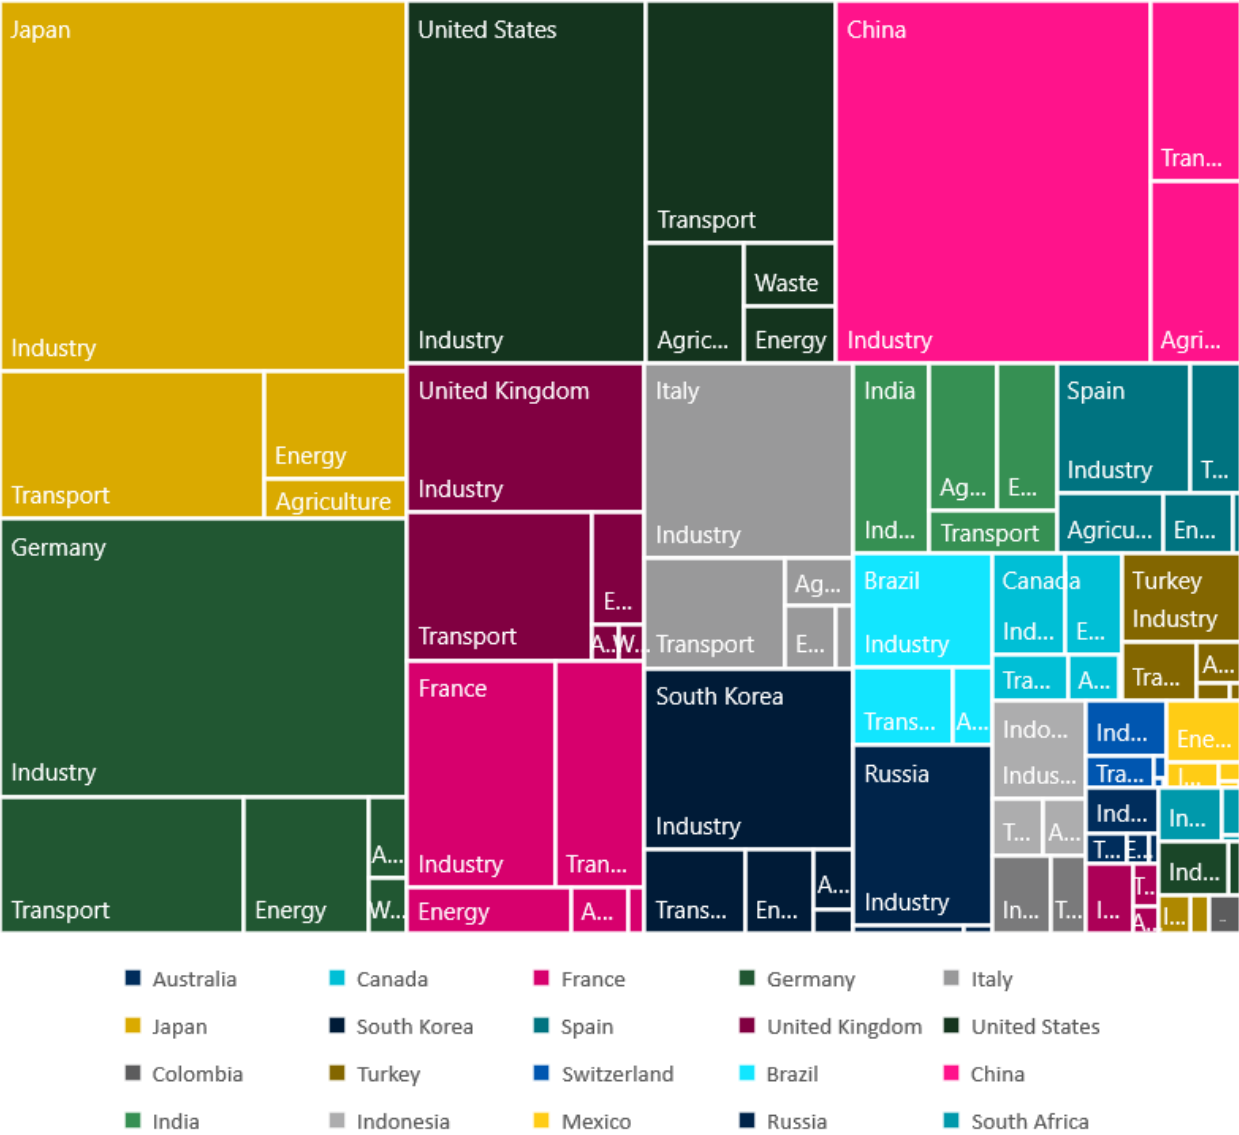 Japan
Industry
Transport
Energy
Agriculture
Germany
Industry
Transport
Energy
A...
W...
United States
Industry
Transport
Agric...
Waste
Energy
China
Industry
Tran...
Agri...
United Kingdom
Industry
Transport
E...
A...
W...
France
Industry
Tran...
Energy
A...
Italy
Industry
Transport
Ag...
E...
South Korea
Industry
Trans...
En...
A...
India
Ind...
Ag...
E...
Transport
Spain
Industry
T...
Agricu...
En...
Brazil
Industry
Trans...
A...
Russia
Industry
Canada
Ind...
E...
Tra...
A...
Turkey
Industry
Tra...
A...
Indo...
Indus...
T...
A...
In...
T...
Ind...
Tra...
Ene...
I...
Ind...
T...
E...
In...
Ind...
I...
T...
A...
I...
...
Australia Canada France Germany Italy
Japan South Korea Spain United Kingdom United States
Colombia Turkey Switzerland Brazil China
India Indonesia Mexico Russia South Africa